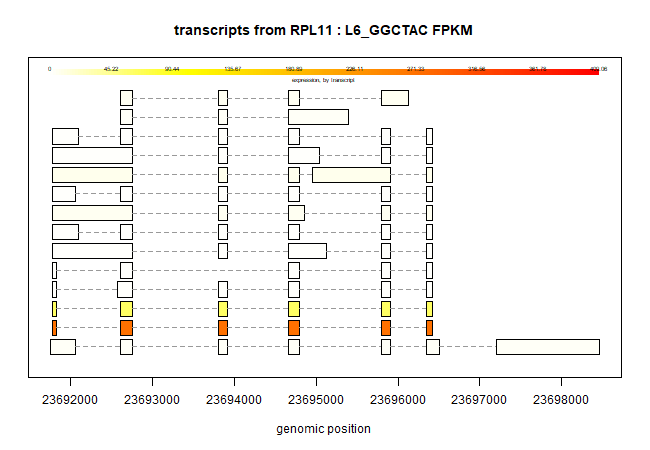 transcripts from RPL11 : L6_GGCTAC FPKM
0 45.22 90.44 135.67 180.89 226.11 271.33 316.56 361.78
expression, by transcript
23692000 23693000 23694000 23695000 23696000 23697000 23698000
genomic position